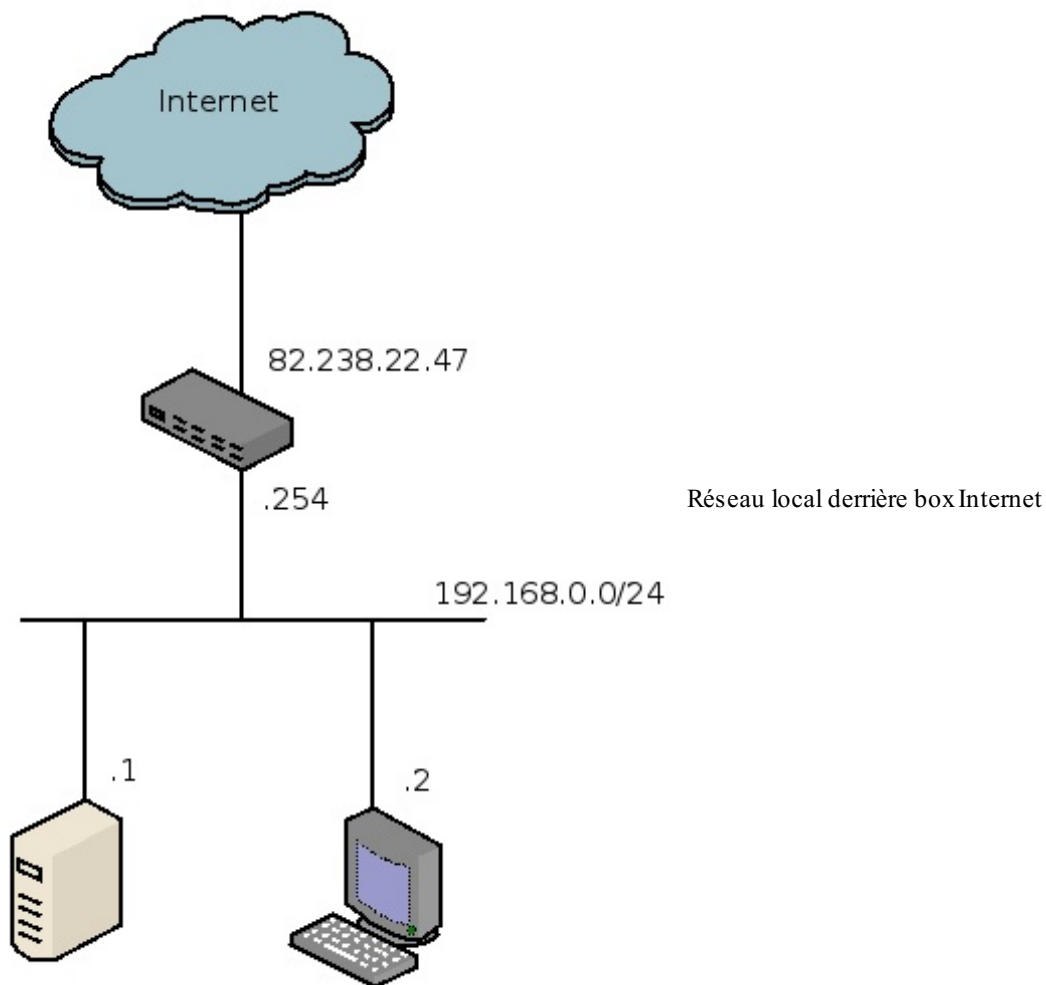 Internet
82.238.22.47
.254
Réseau local derrière box Internet
192.168.0.0/24
.1
.2